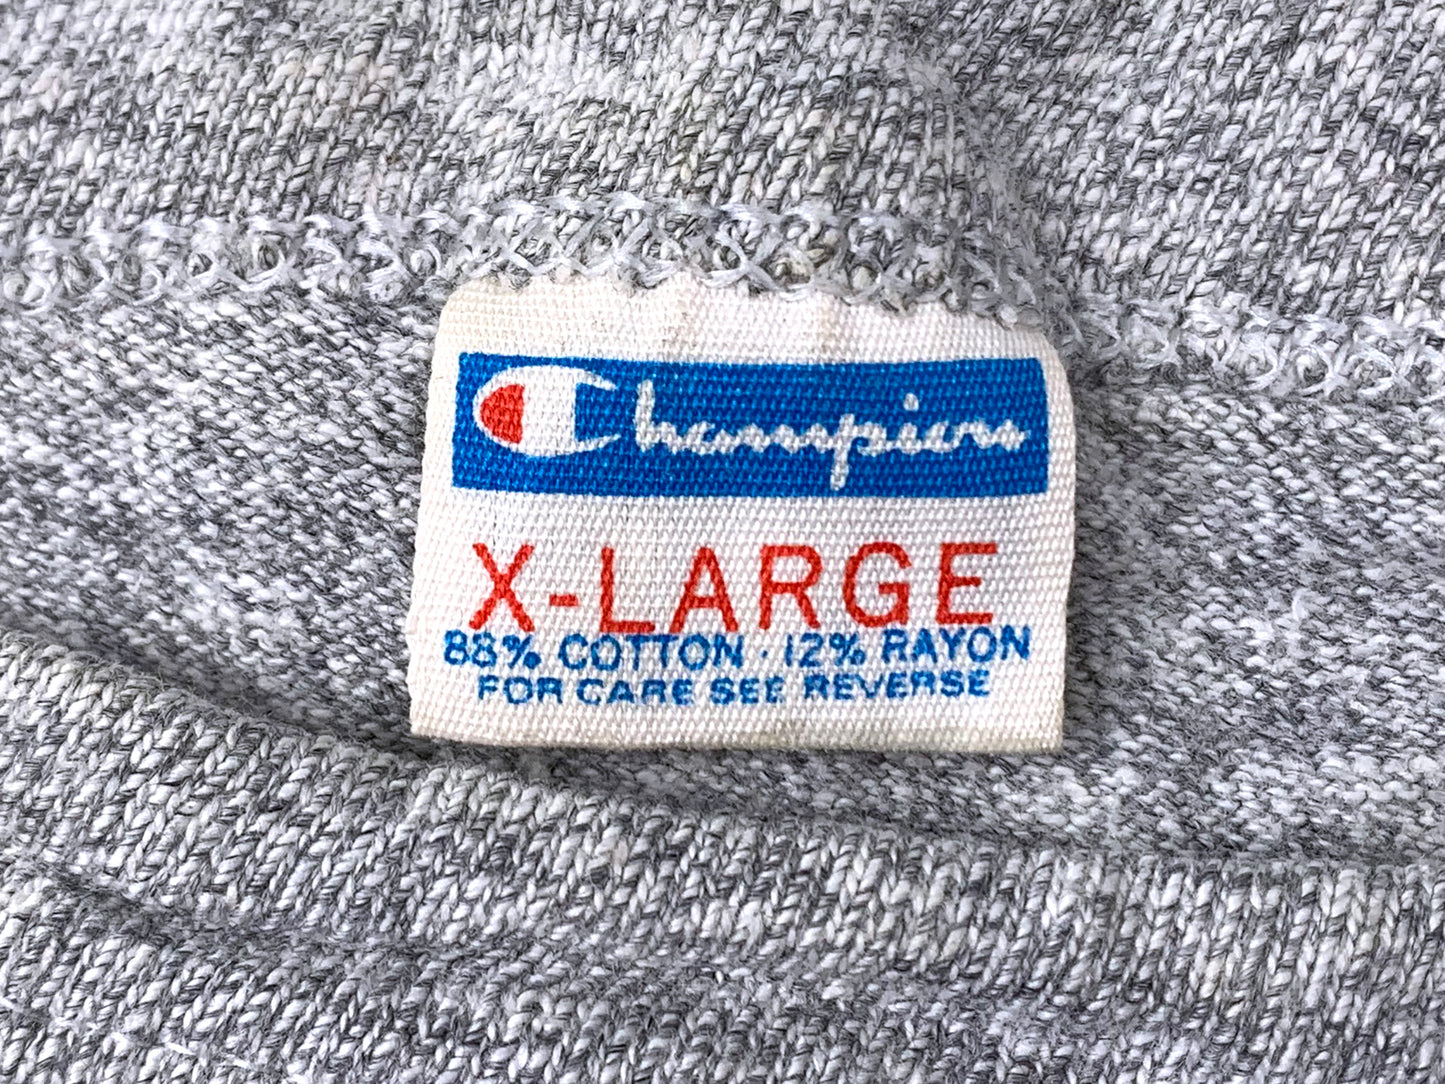 Champion
X-LARGE
88% COTTON · 12% RAYON
FOR CARE SEE REVERSE